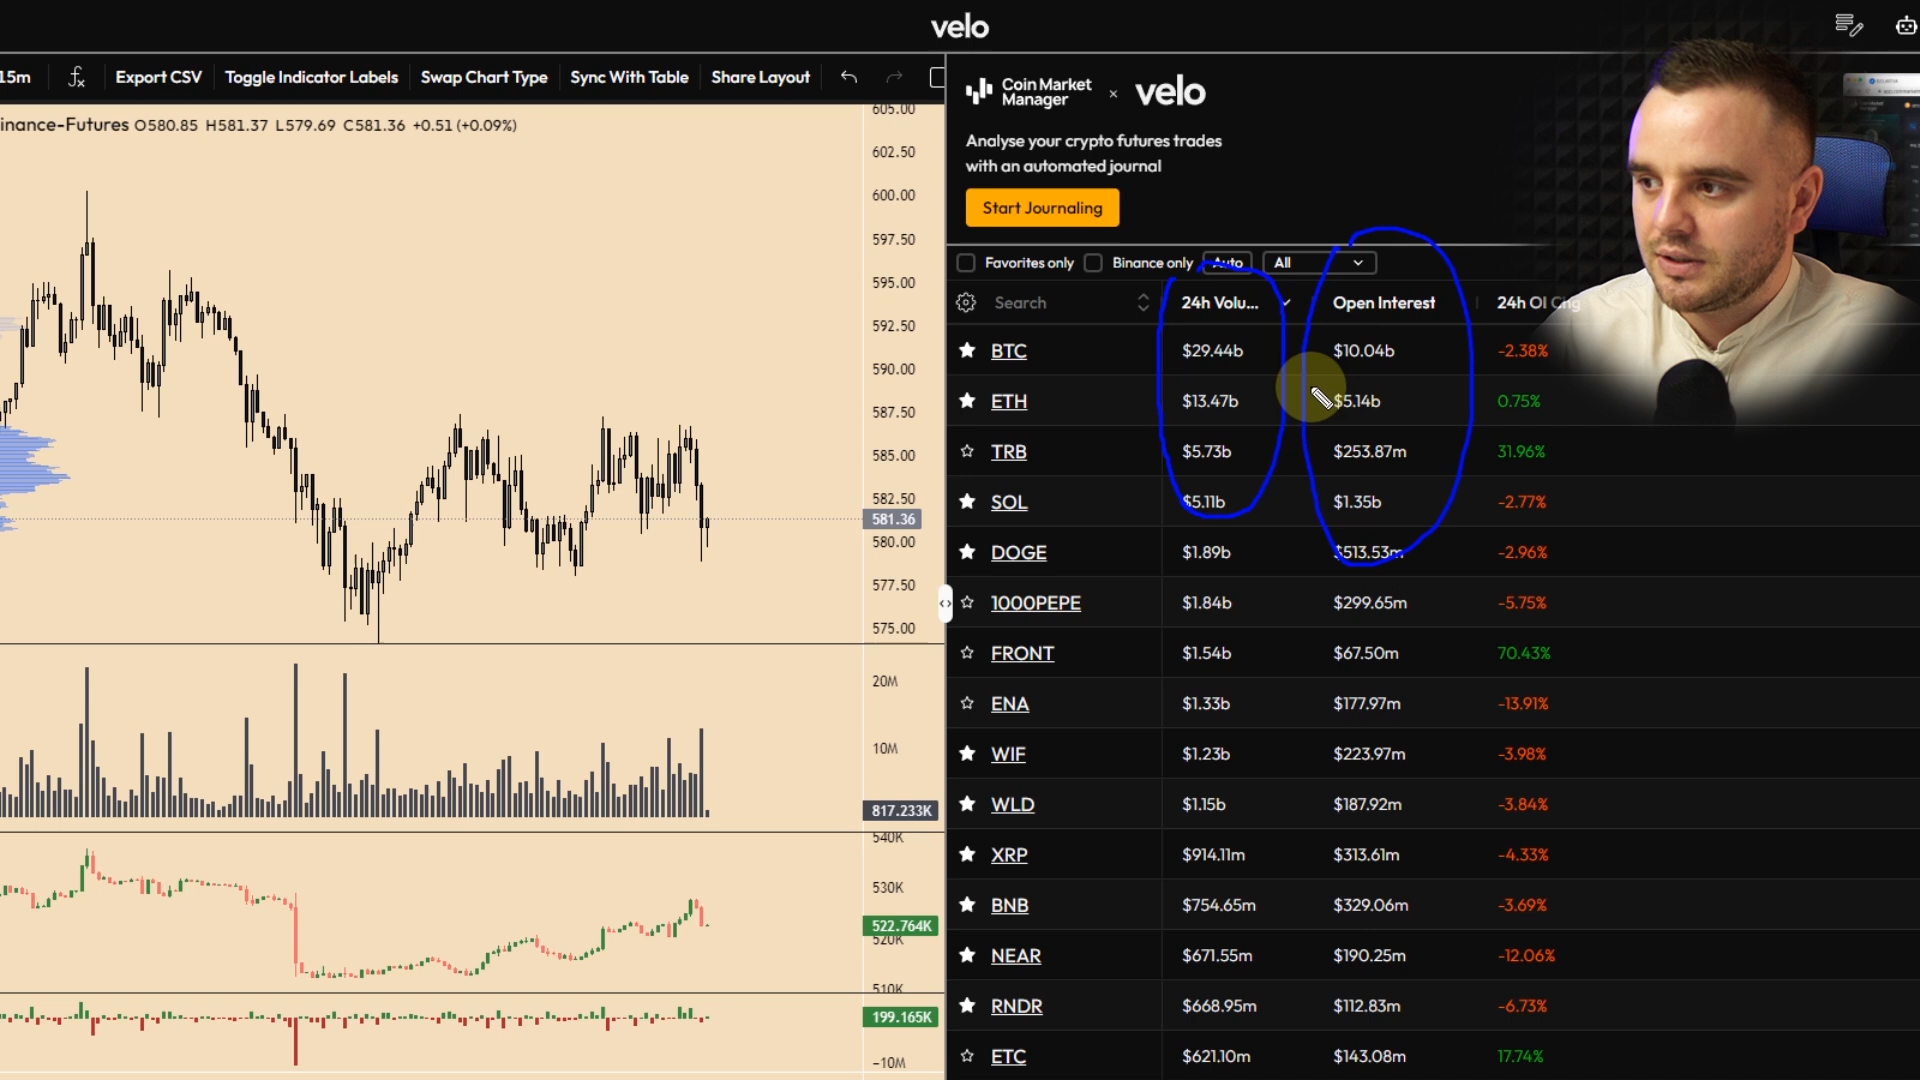 velo
15m fx Export CSV Toggle Indicator Labels Swap Chart Type Sync With Table Share Layout
inance-Futures O580.85 H581.37 L579.69 C581.36 +0.51 (+0.09%)
605.00
602.50
600.00
597.50
595.00
592.50
590.00
587.50
585.00
582.50
581.36
580.00
577.50
575.00
20M
10M
817.233K
540K
530K
522.764K
520K
510K
199.165K
−10M
Coin Market
Manager × velo
Analyse your crypto futures trades
with an automated journal
Start Journaling
Favorites only Binance only Auto All
Search 24h Volu... Open Interest 24h OI Chg
BTC $29.44b $10.04b -2.38%
ETH $13.47b $5.14b 0.75%
TRB $5.73b $253.87m 31.96%
SOL $5.11b $1.35b -2.77%
DOGE $1.89b $513.53m -2.96%
1000PEPE $1.84b $299.65m -5.75%
FRONT $1.54b $67.50m 70.43%
ENA $1.33b $177.97m -13.91%
WIF $1.23b $223.97m -3.98%
WLD $1.15b $187.92m -3.84%
XRP $914.11m $313.61m -4.33%
BNB $754.65m $329.06m -3.69%
NEAR $671.55m $190.25m -12.06%
RNDR $668.95m $112.83m -6.73%
ETC $621.10m $143.08m 17.74%